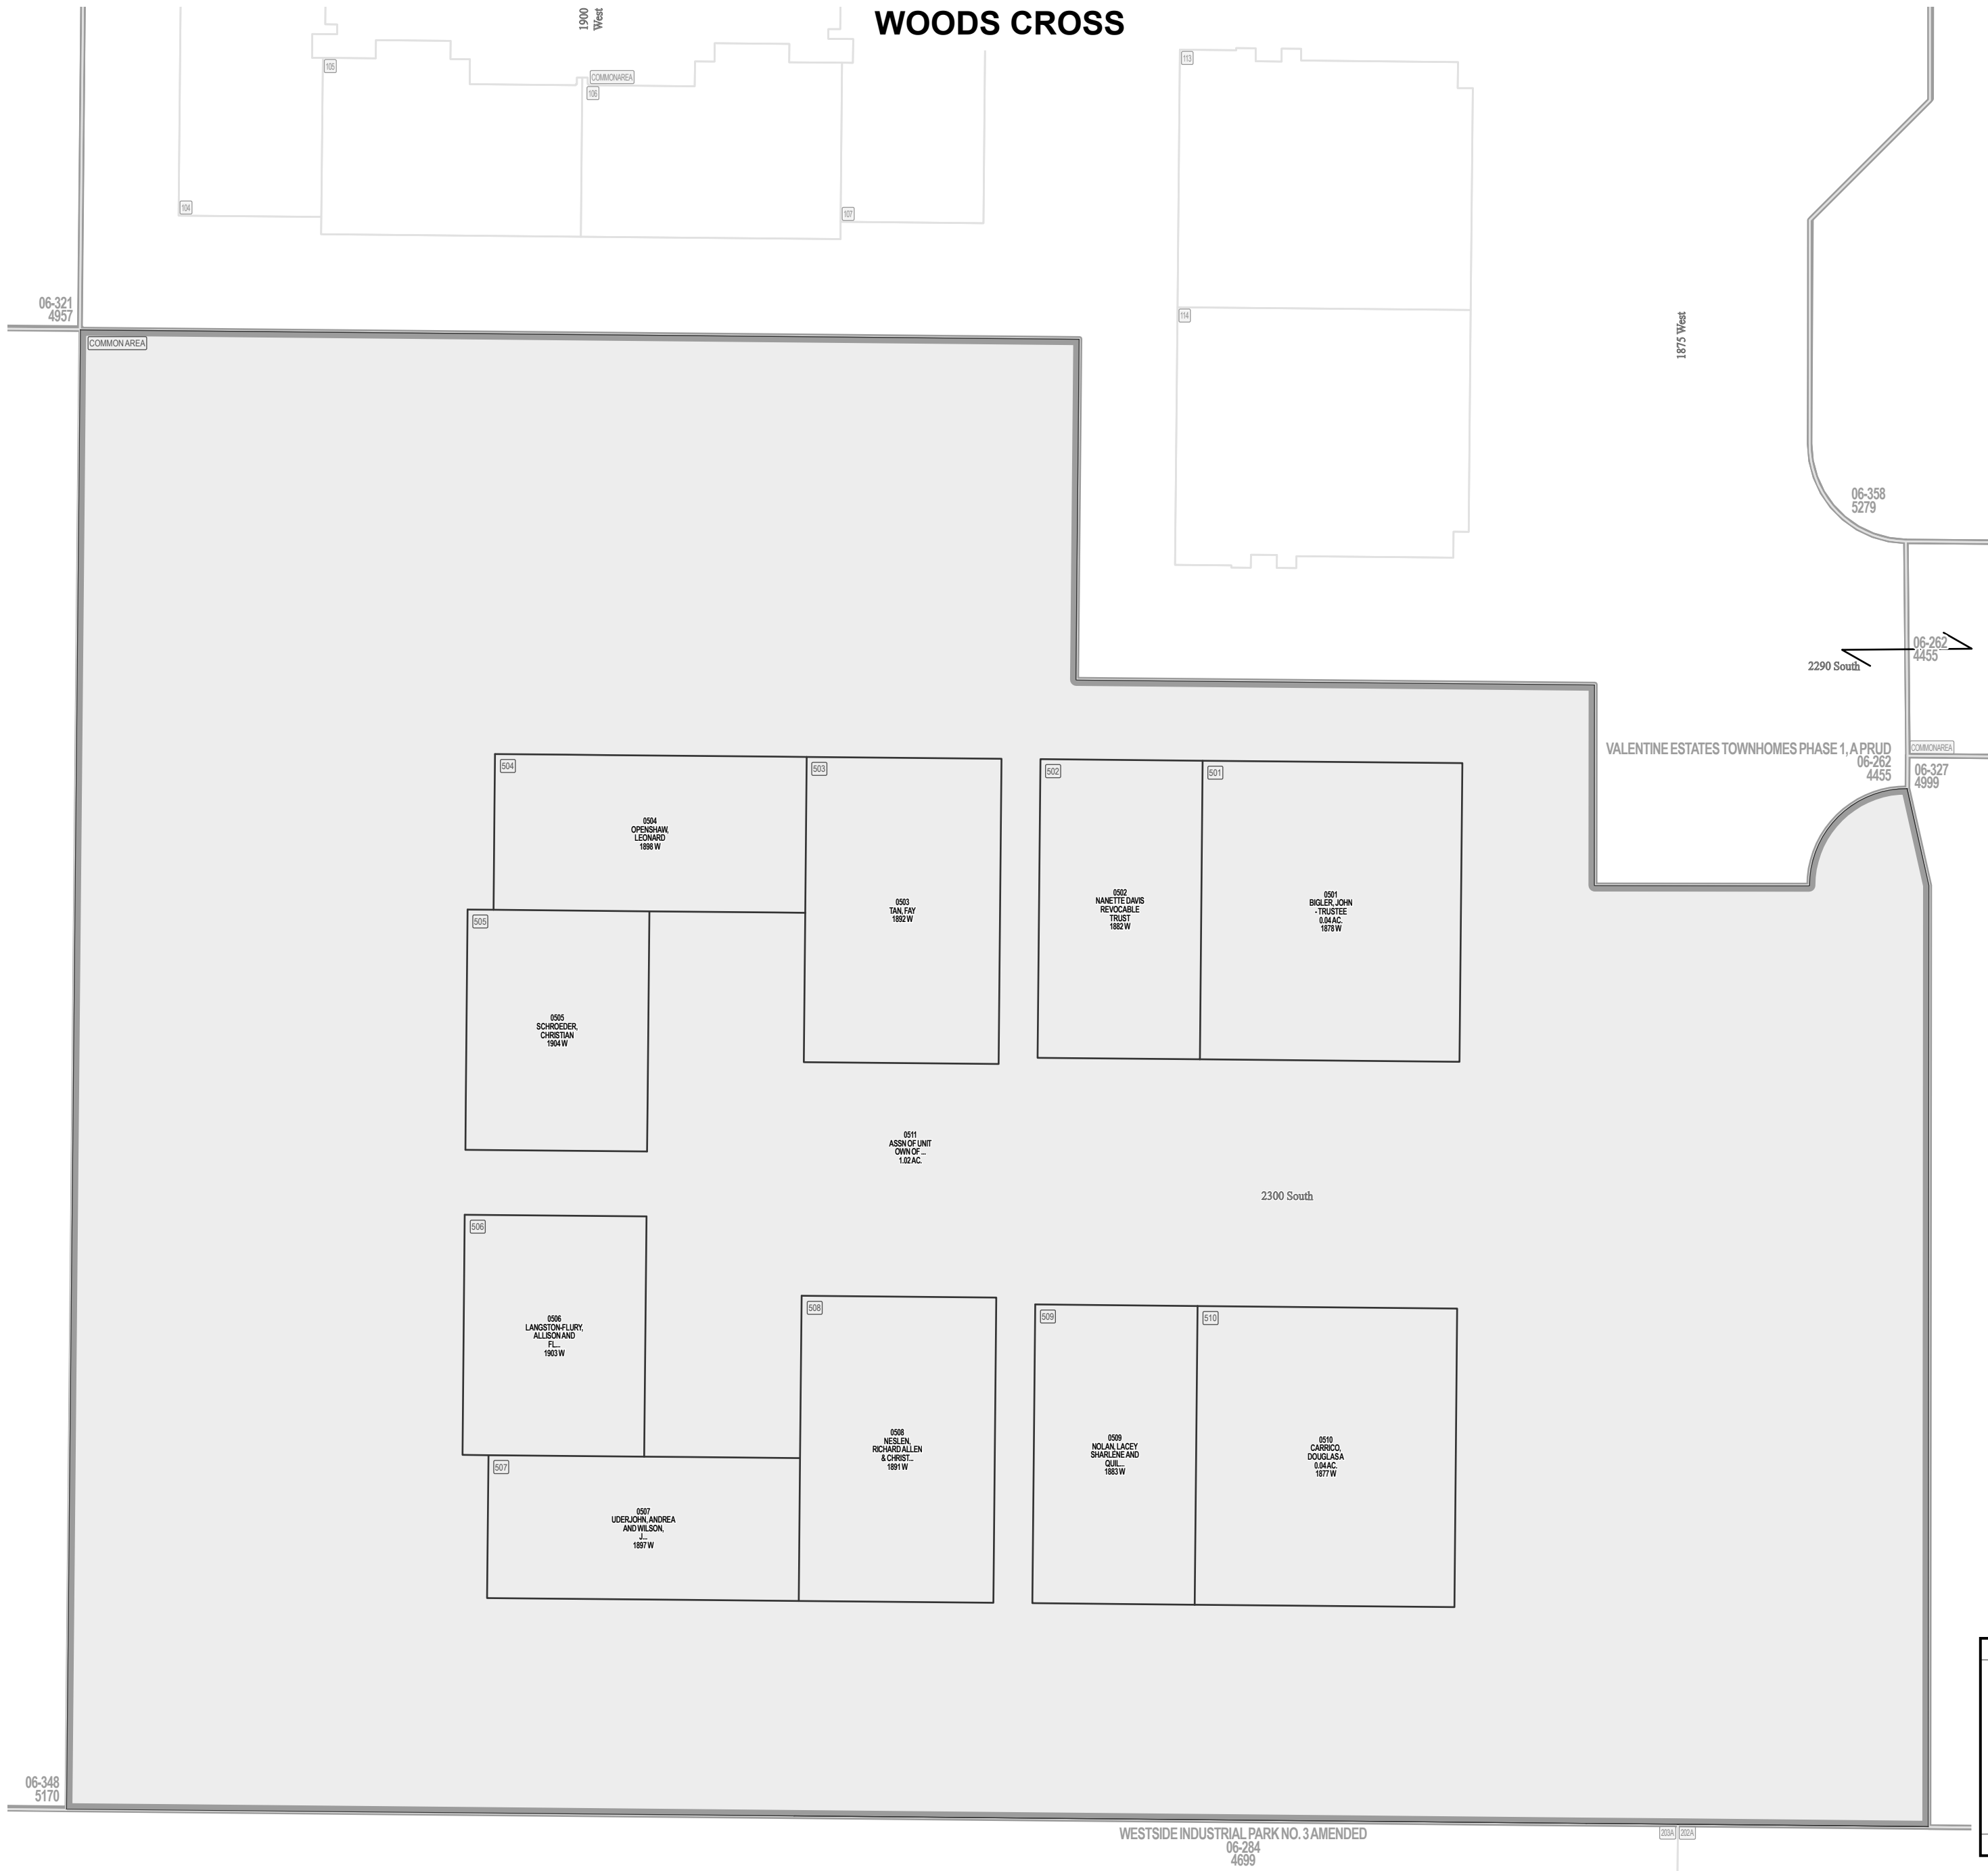 WOODS CROSS
1900
West
105
COMMONAREA
106
113
104
107
06-321
4957
COMMON AREA
114
1875 West
06-358
5279
06-262
4455
2290 South
VALENTINE ESTATES TOWNHOMES PHASE 1, A PRUD
06-262
4455
COMMONAREA
06-327
4999
504
503
502
501
0504
OPENSHAW,
LEONARD
1898 W
0503
TAN, FAY
1892 W
0502
NANETTE DAVIS
REVOCABLE
TRUST
1882 W
0501
BIGLER, JOHN
- TRUSTEE
0.04 AC.
1878 W
505
0505
SCHROEDER,
CHRISTIAN
1904 W
0511
ASSN OF UNIT
OWN OF ...
1.02 AC.
2300 South
506
0506
LANGSTON-FLURY,
ALLISON AND
FL...
1903 W
508
509
510
0508
NESLEN,
RICHARD ALLEN
& CHRIST...
1891 W
0509
NOLAN, LACEY
SHARLENE AND
QUIL...
1883 W
0510
CARRICO,
DOUGLAS A
0.04 AC.
1877 W
507
0507
UDERJOHN, ANDREA
AND WILSON,
J...
1897 W
06-348
5170
WESTSIDE INDUSTRIAL PARK NO. 3 AMENDED
06-284
4699
203A
202A